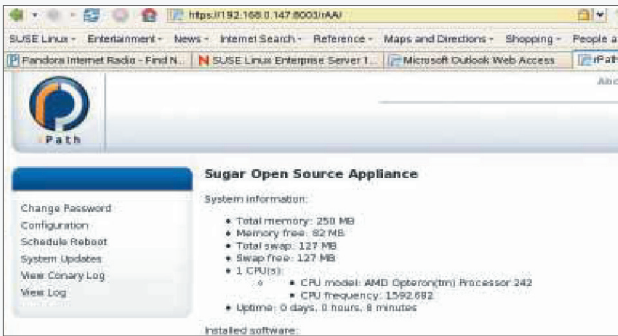 https://192.168.0.147:8003/rAA/
SUSE Linux Entertainment News Internet Search Reference Maps and Directions Shopping People a
Pandora Internet Radio - Find N... SUSE Linux Enterprise Server 1... Microsoft Outlook Web Access rPath
Abo
rPath
Sugar Open Source Appliance
System information:
Change Password
Configuration
Schedule Reboot
System Updates
View Conary Log
View Log
• Total memory: 250 MB
• Memory free: 82 MB
• Total swap: 127 MB
• Swap free: 127 MB
• 1 CPU(s):
• CPU model: AMD Opteron(tm) Processor 242
• CPU frequency: 1592.692
• Uptime: 0 days, 0 hours, 8 minutes
Installed software: